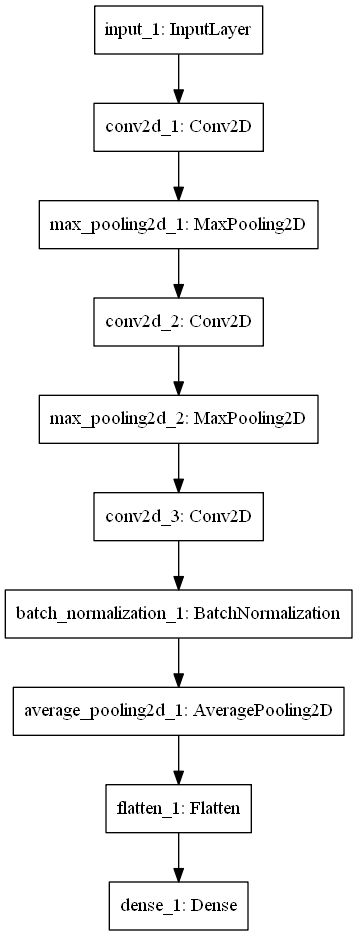 input_1: InputLayer
conv2d_1: Conv2D
max_pooling2d_1: MaxPooling2D
conv2d_2: Conv2D
max_pooling2d_2: MaxPooling2D
conv2d_3: Conv2D
batch_normalization_1: BatchNormalization
average_pooling2d_1: AveragePooling2D
flatten_1: Flatten
dense_1: Dense